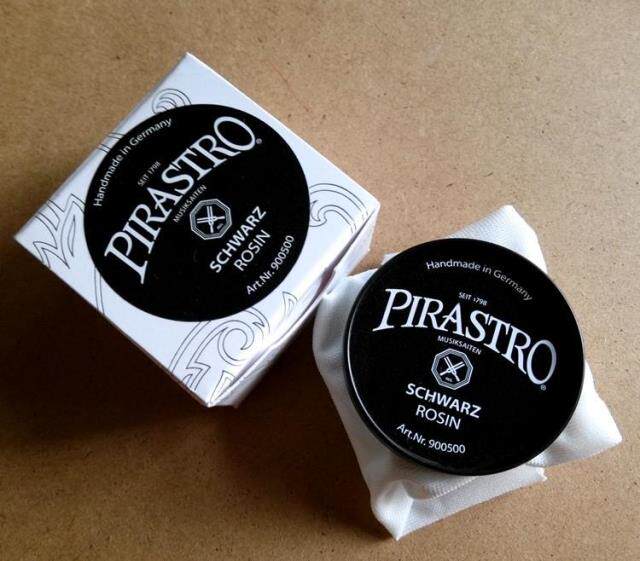 Handmade in Germany
SEIT 1798
PIRASTRO®
MUSIKSAITEN
SCHWARZ
ROSIN
Art.Nr. 900500
Handmade in Germany
SEIT 1798
PIRASTRO®
MUSIKSAITEN
SCHWARZ
ROSIN
Art.Nr. 900500